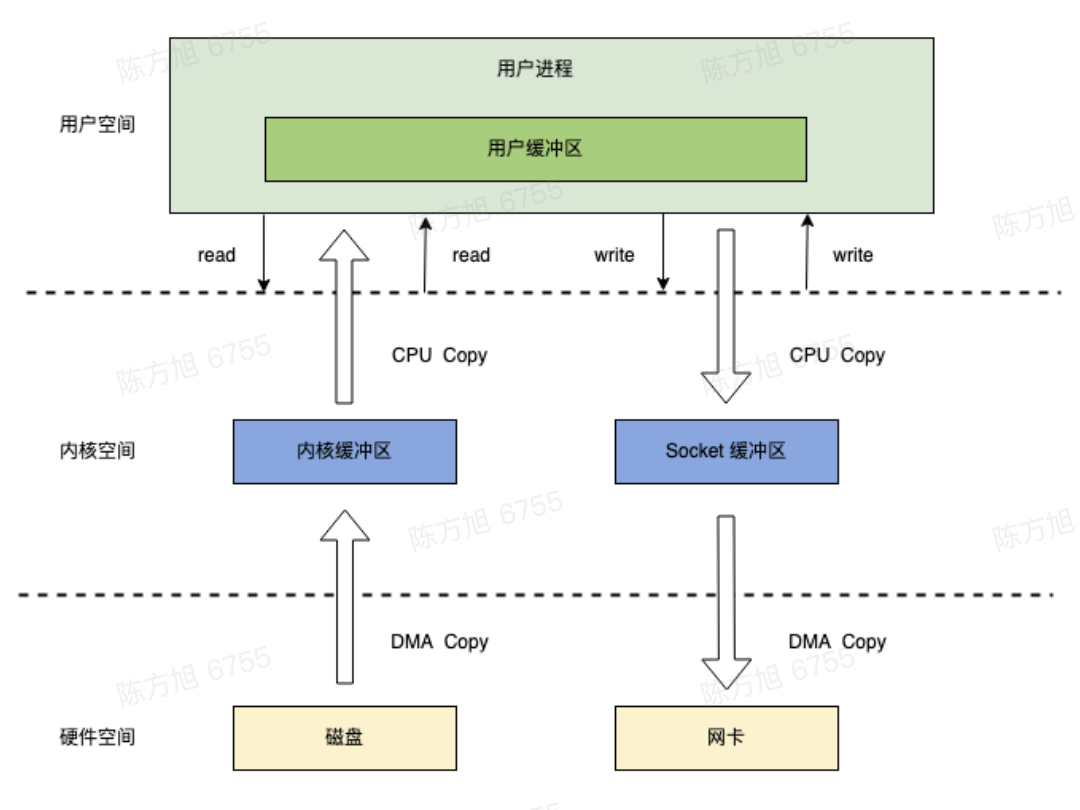 陈方旭 6755
陈方旭 6755
用户进程
用户空间
用户缓冲区
陈方旭 6755
陈方旭
read
read
write
write
陈方旭 6755
陈方旭 6755
CPU Copy
CPU Copy
内核空间
内核缓冲区
Socket 缓冲区
陈方旭 6755
陈方旭
DMA Copy
DMA Copy
陈方旭 6755
陈方旭 6755
硬件空间
磁盘
网卡